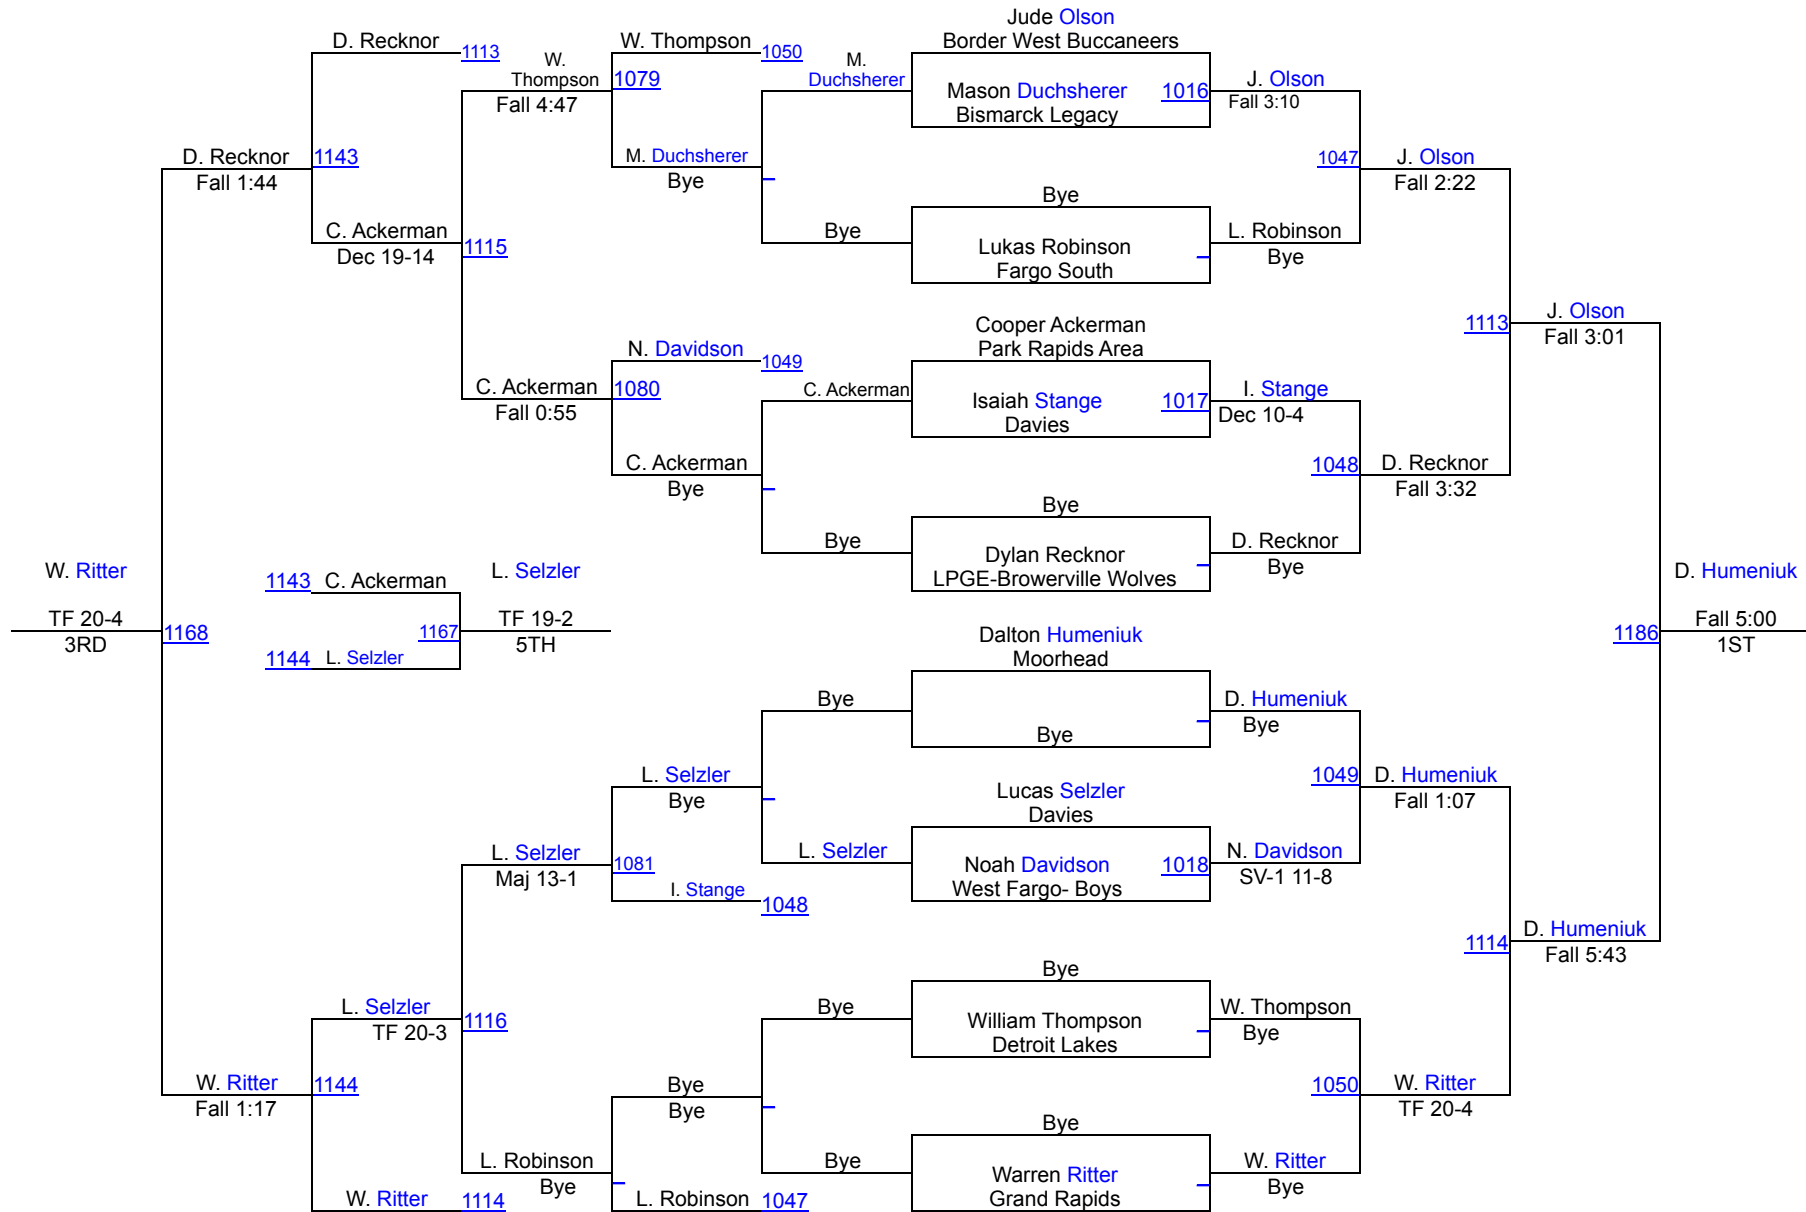 Jude Olson
Border West Buccaneers
D. Recknor
1113
W. Thompson
1050
W.
Thompson
1079
Fall 4:47
M.
Duchsherer
Mason Duchsherer
1016
Bismarck Legacy
J. Olson
Fall 3:10
D. Recknor
1143
Fall 1:44
M. Duchsherer
Bye
1047
J. Olson
Fall 2:22
C. Ackerman
1115
Dec 19-14
Bye
Bye
Lukas Robinson
Fargo South
L. Robinson
Bye
1113
J. Olson
Fall 3:01
Cooper Ackerman
Park Rapids Area
N. Davidson
1049
C. Ackerman
1080
Fall 0:55
C. Ackerman
Isaiah Stange
1017
Davies
I. Stange
Dec 10-4
C. Ackerman
Bye
1048
D. Recknor
Fall 3:32
Bye
Bye
Dylan Recknor
LPGE-Browerville Wolves
D. Recknor
Bye
W. Ritter
TF 20-4
3RD
1168
1143
C. Ackerman
1144
L. Selzler
1167
L. Selzler
TF 19-2
5TH
D. Humeniuk
1186
Fall 5:00
1ST
Dalton Humeniuk
Moorhead
Bye
Bye
D. Humeniuk
Bye
L. Selzler
Bye
Lucas Selzler
Davies
1049
D. Humeniuk
Fall 1:07
L. Selzler
Maj 13-1
1081
I. Stange
1048
L. Selzler
Noah Davidson
1018
West Fargo- Boys
N. Davidson
SV-1 11-8
1114
D. Humeniuk
Fall 5:43
L. Selzler
1116
TF 20-3
Bye
Bye
William Thompson
Detroit Lakes
W. Thompson
Bye
W. Ritter
1144
Fall 1:17
Bye
Bye
1050
W. Ritter
TF 20-4
Bye
L. Robinson
Bye
Bye
Warren Ritter
Grand Rapids
W. Ritter
Bye
W. Ritter
1114
L. Robinson
1047